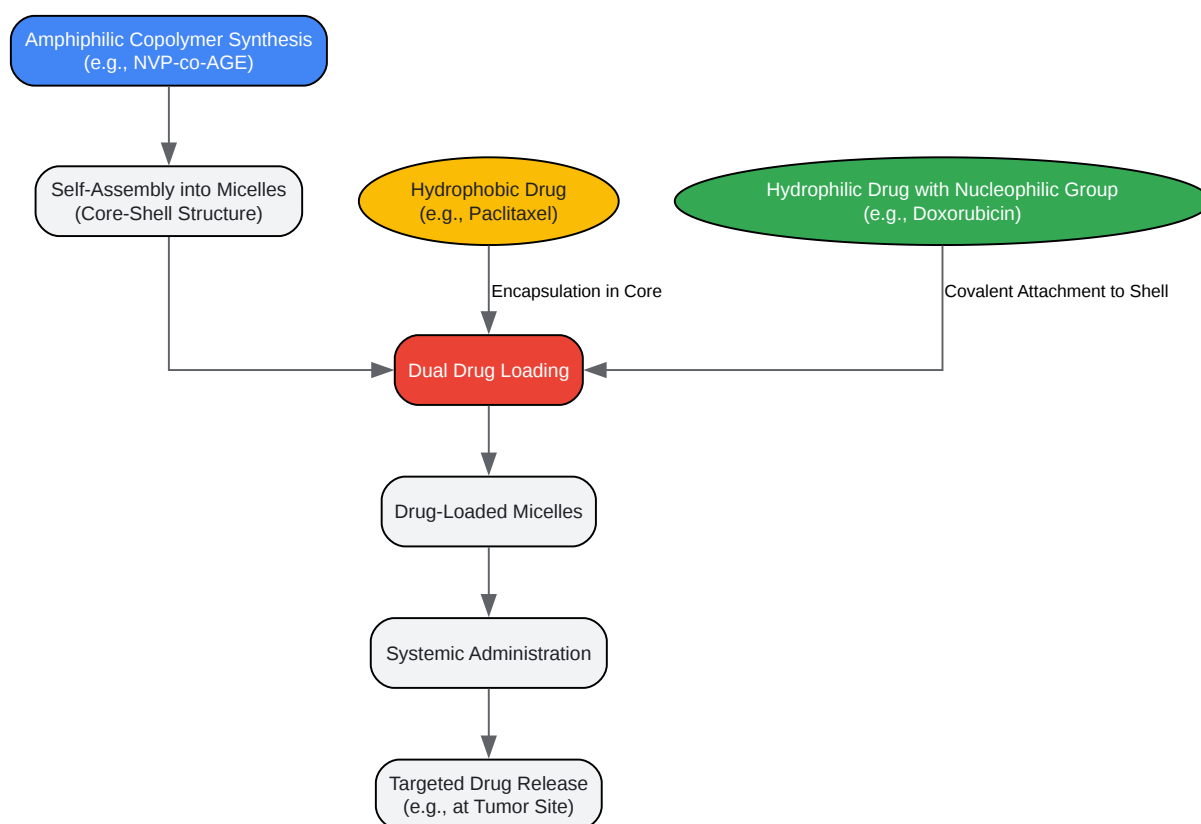 Amphiphilic Copolymer Synthesis
(e.g., NVP-co-AGE)
Self-Assembly into Micelles
(Core-Shell Structure)
Hydrophobic Drug
(e.g., Paclitaxel)
Hydrophilic Drug with Nucleophilic Group
(e.g., Doxorubicin)
Encapsulation in Core
Covalent Attachment to Shell
Dual Drug Loading
Drug-Loaded Micelles
Systemic Administration
Targeted Drug Release
(e.g., at Tumor Site)